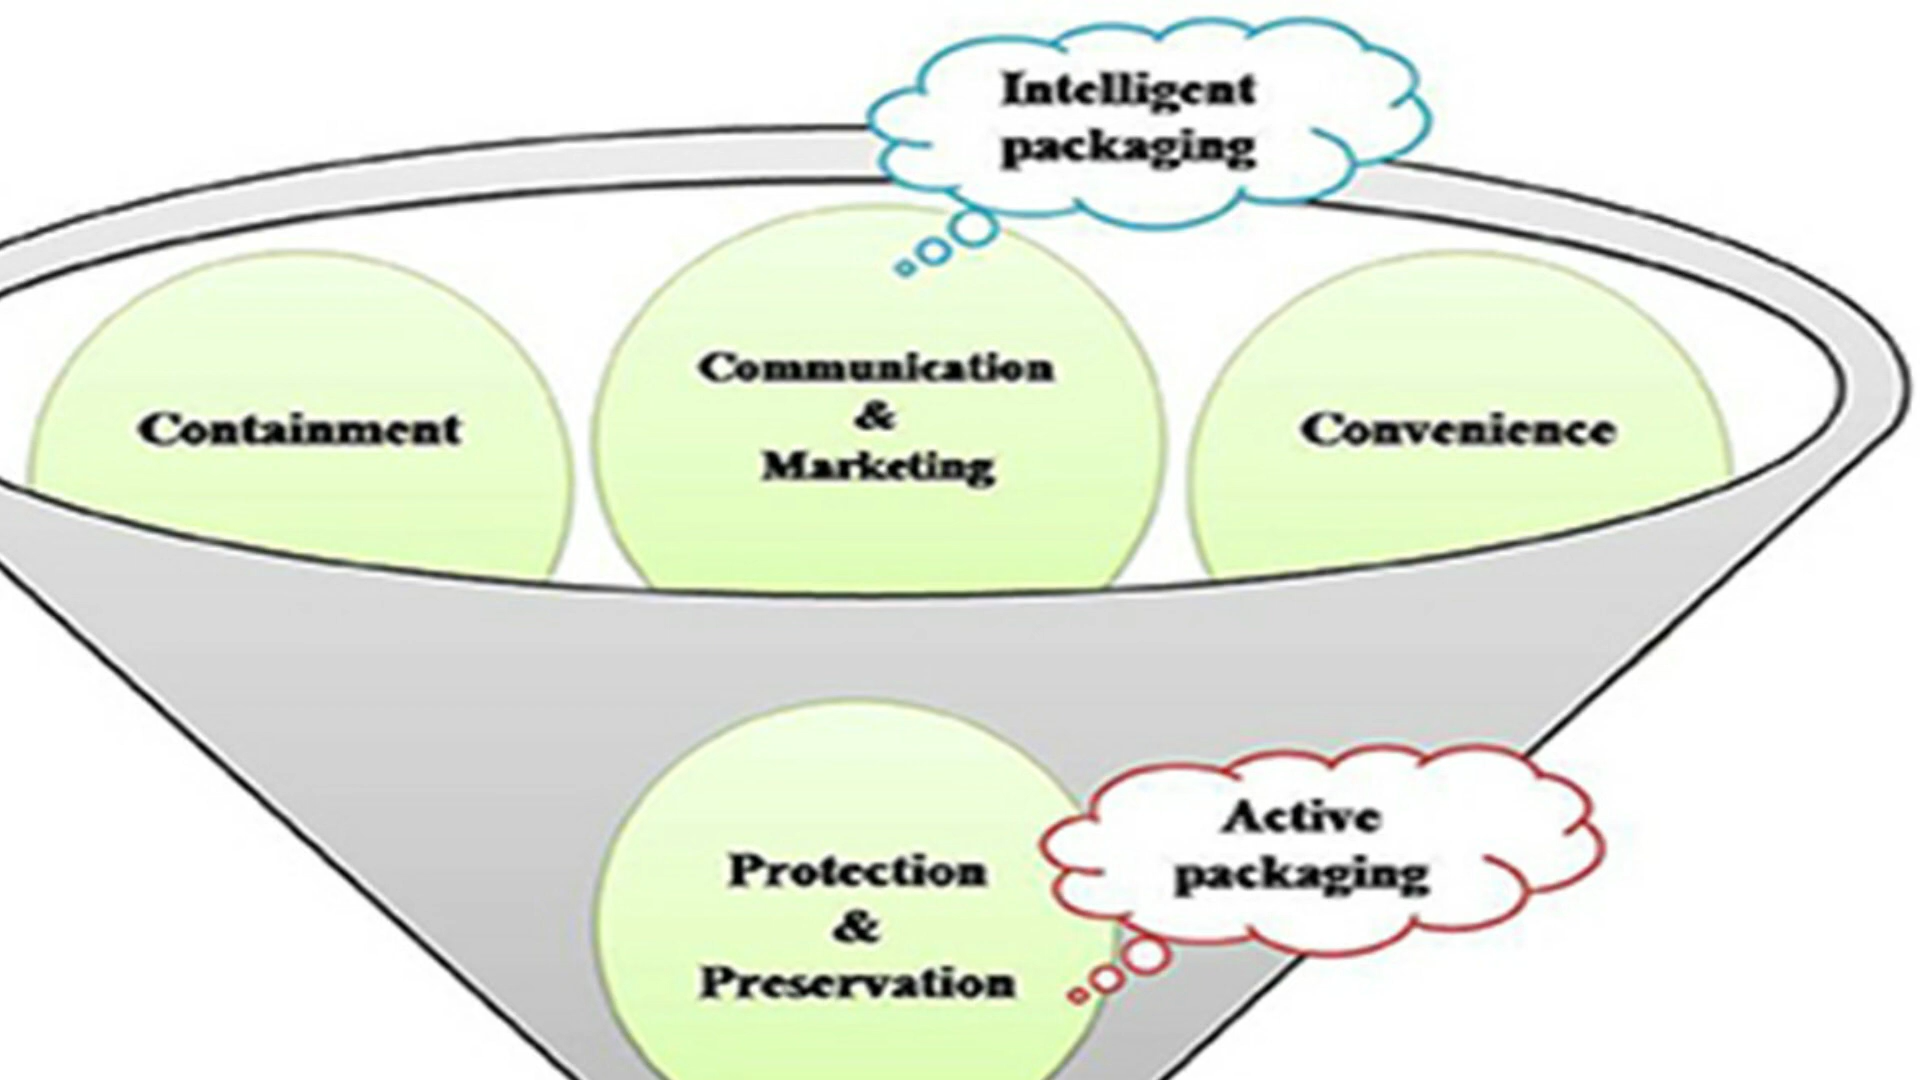 Intelligent
packaging
Containment
Communication
&
Marketing
Convenience
Protection
&
Preservation
Active
packaging